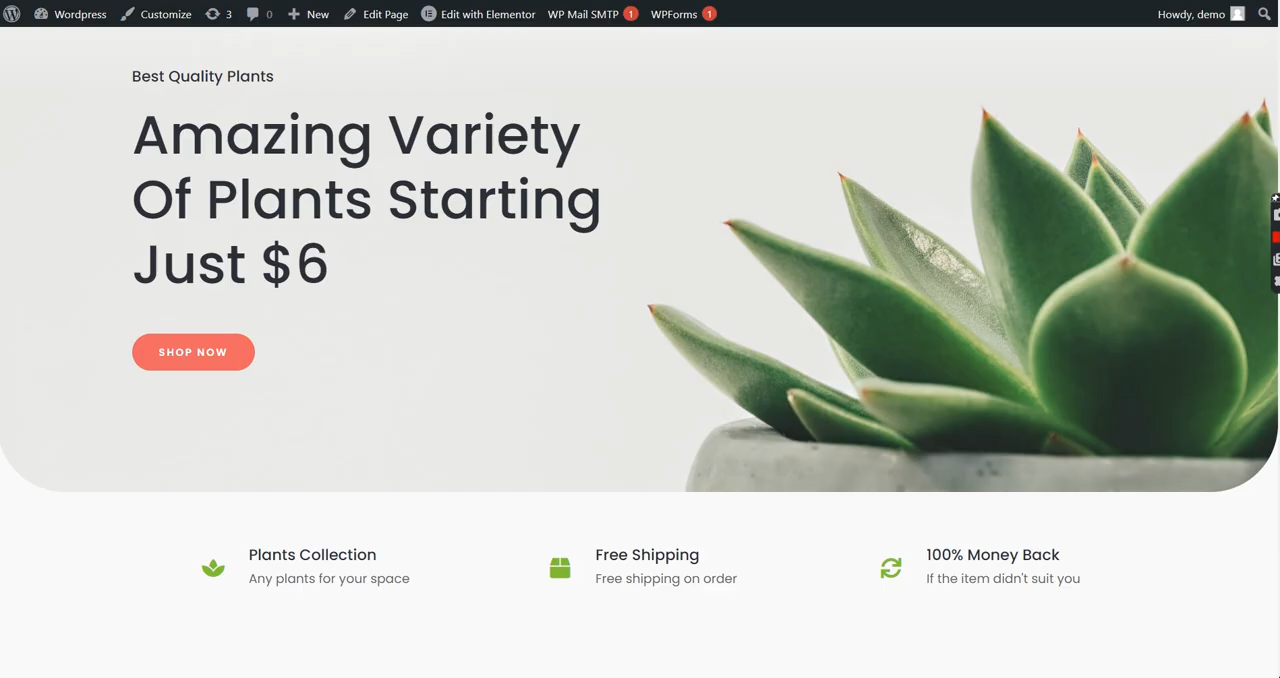 Wordpress Customize 3 0 New Edit Page Edit with Elementor WP Mail SMTP 1 WPForms 1 Howdy, demo
Best Quality Plants
Amazing Variety
Of Plants Starting
Just $6
SHOP NOW
Plants Collection
Any plants for your space
Free Shipping
Free shipping on order
100% Money Back
If the item didn't suit you